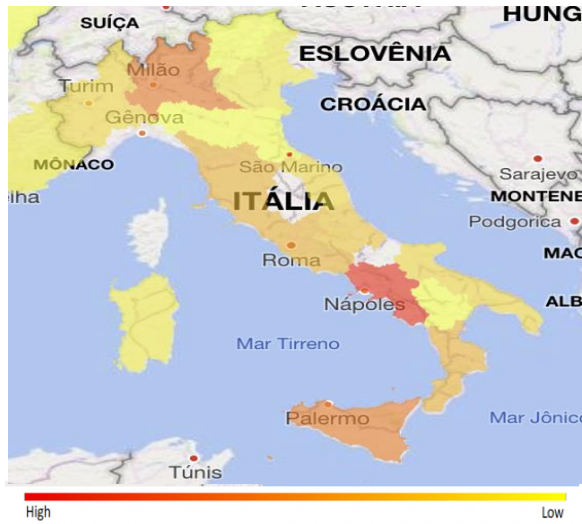 HUNG
SUÍÇA
ESLOVÊNIA
Milão
Turim
CROÁCIA
Gênova
MÔNACO
São Marino
Sarajevo
elha
ITÁLIA
MONTENE
Podgorica
Roma
MAC
Nápoles
ALB
Mar Tirreno
Palermo
Mar Jônico
Túnis
High
Low